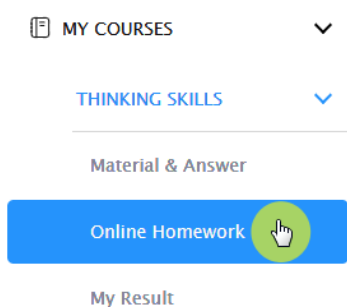 MY COURSES
THINKING SKILLS
Material & Answer
Online Homework
My Result